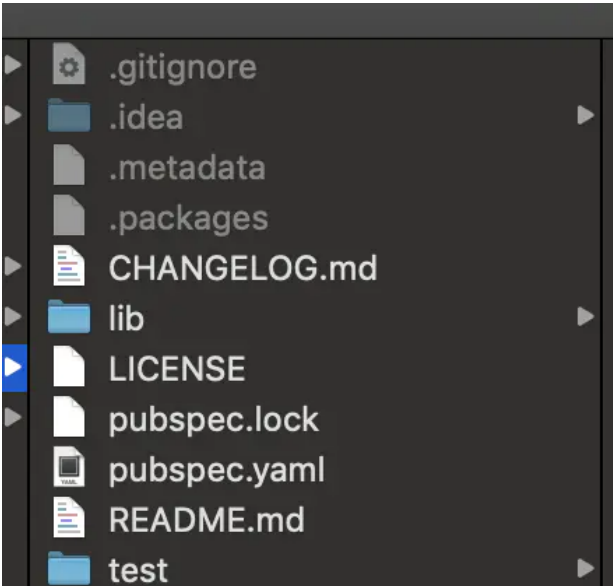 .gitignore
.idea
.metadata
.packages
CHANGELOG.md
lib
LICENSE
pubspec.lock
pubspec.yaml
README.md
test